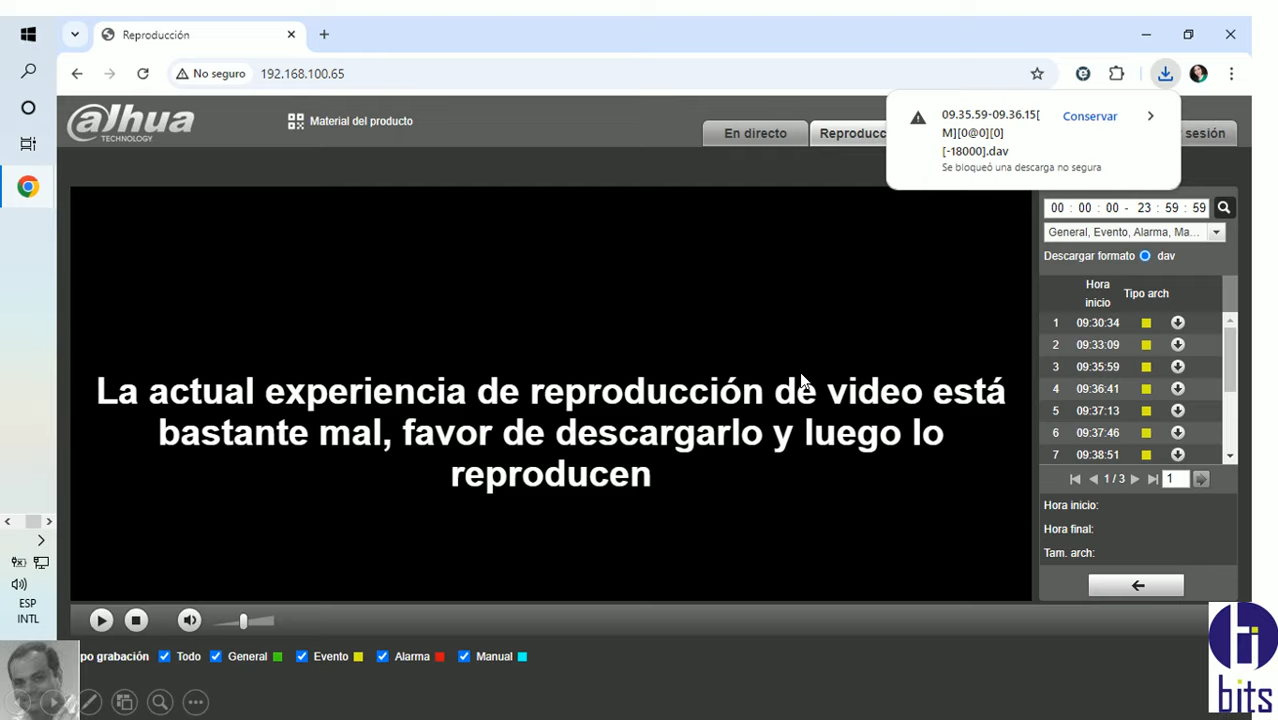 Reproducción
No seguro
192.168.100.65
alhua
TECHNOLOGY
Material del producto
En directo
Reproducc
sesión
09.35.59-09.36.15[
M][0@0][0]
[-18000].dav
Se bloqueó una descarga no segura
Conservar
00 : 00 : 00 - 23 : 59 : 59
General, Evento, Alarma, Ma...
Descargar formato dav
Hora
inicio
Tipo arch
1 09:30:34
2 09:33:09
3 09:35:59
4 09:36:41
5 09:37:13
6 09:37:46
7 09:38:51
1 / 3 1
Hora inicio:
Hora final:
Tam. arch:
La actual experiencia de reproducción de video está
bastante mal, favor de descargarlo y luego lo
reproducen
po grabación Todo General Evento Alarma Manual
ESP
INTL
bits